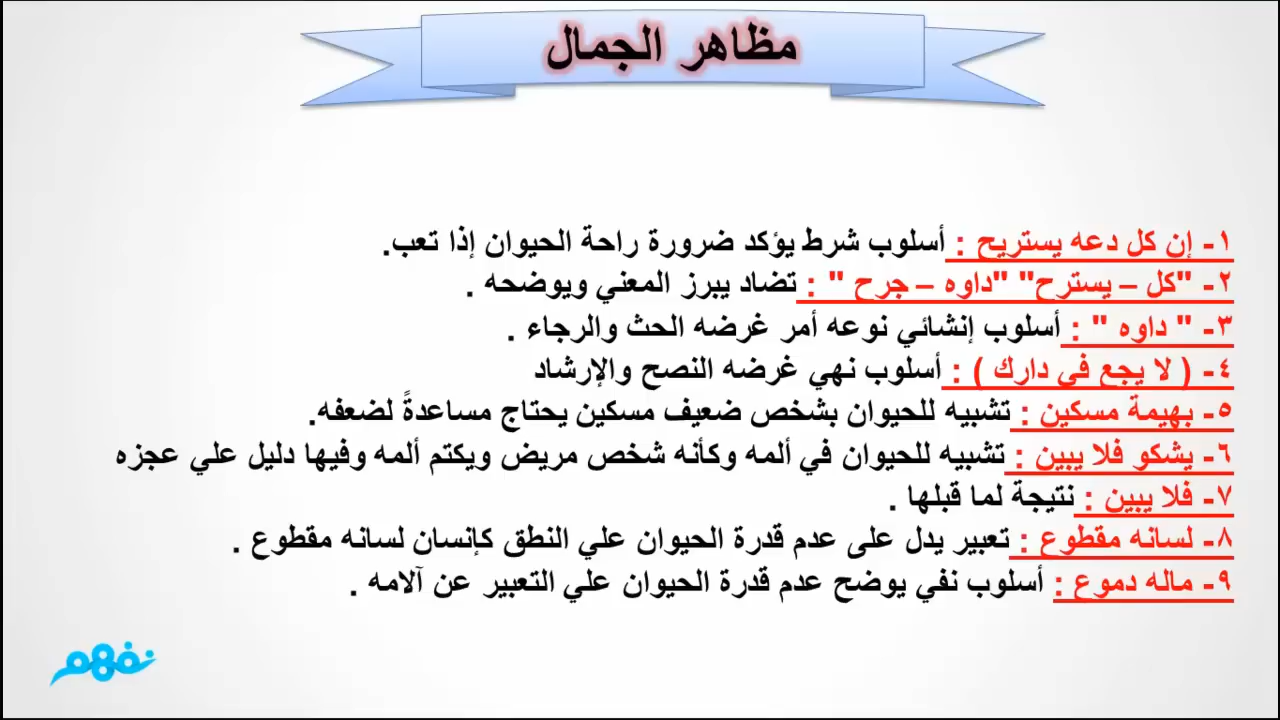 مظاهر الجمال
١- إن كل دعه يستريح : أسلوب شرط يؤكد ضرورة راحة الحيوان إذا تعب.
٢- "كل – يسترح" "داوه – جرح " : تضاد يبرز المعني ويوضحه .
٣- " داوه " : أسلوب إنشائي نوعه أمر غرضه الحث والرجاء .
٤- ( لا يجع في دارك ) : أسلوب نهي غرضه النصح والإرشاد
٥- بهيمة مسكين : تشبيه للحيوان بشخص ضعيف مسكين يحتاج مساعدةً لضعفه.
٦- يشكو فلا يبين : تشبيه للحيوان في ألمه وكأنه شخص مريض ويكتم ألمه وفيها دليل علي عجزه
٧- فلا يبين : نتيجة لما قبلها .
٨- لسانه مقطوع : تعبير يدل على عدم قدرة الحيوان علي النطق كإنسان لسانه مقطوع .
٩- ماله دموع : أسلوب نفي يوضح عدم قدرة الحيوان علي التعبير عن آلامه .
نفهم